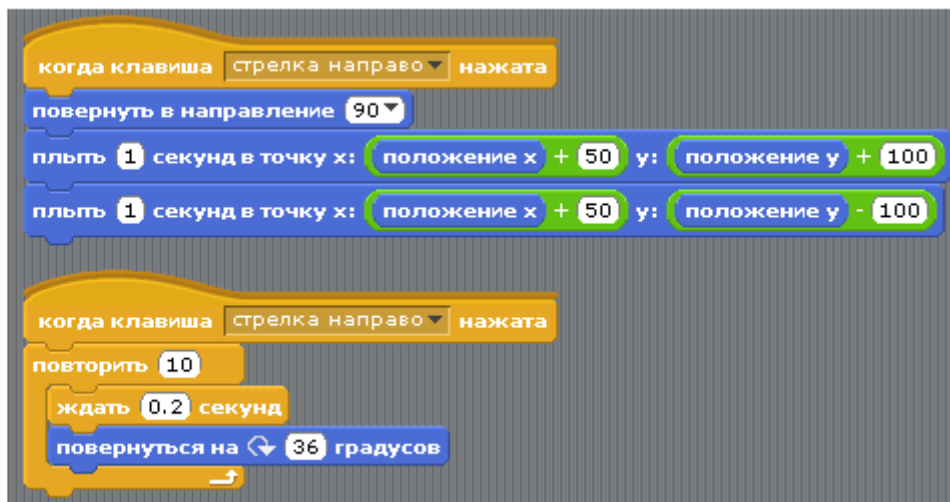 когда клавиша стрелка направо нажата
повернуть в направление 90
плыть 1 секунд в точку x: положение x + 50 y: положение y + 100
плыть 1 секунд в точку x: положение x + 50 y: положение y - 100
когда клавиша стрелка направо нажата
повторить 10
ждать 0.2 секунд
повернуться на 36 градусов